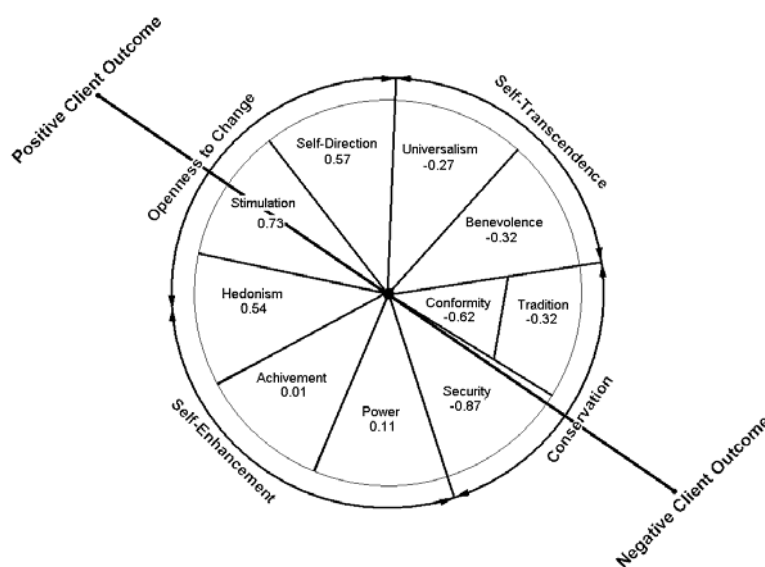 Positive Client Outcome
Openness to Change
Self-Transcendence
Self-Direction
0.57
Universalism
-0.27
Stimulation
0.73
Benevolence
-0.32
Hedonism
0.54
Conformity
-0.62
Tradition
-0.32
Achivement
0.01
Power
0.11
Security
-0.87
Self-Enhancement
Conservation
Negative Client Outcome